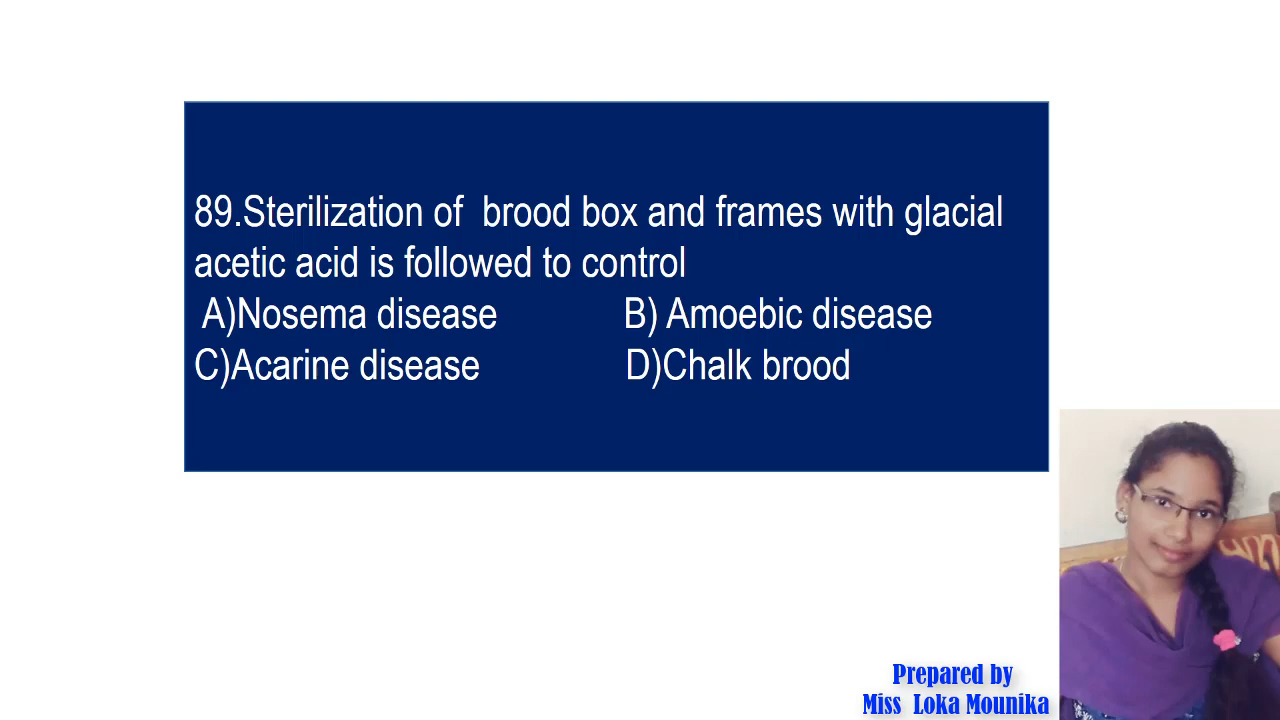 89.Sterilization of  brood box and frames with glacial
acetic acid is followed to control
A)Nosema disease B) Amoebic disease
C)Acarine disease D)Chalk brood
Prepared by
Miss Loka Mounika